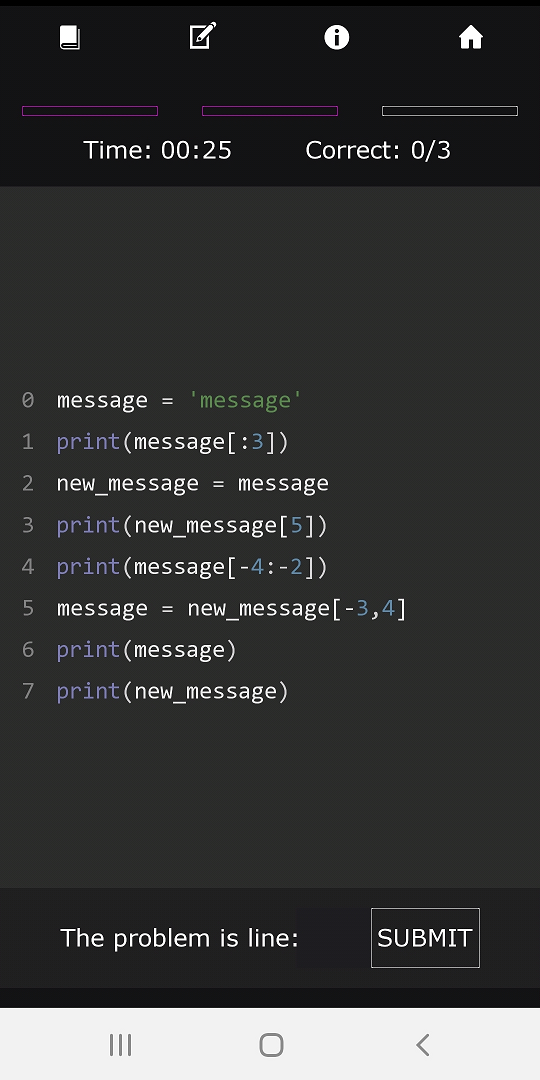 Time: 00:25 Correct: 0/3
0 message = 'message'
1 print(message[:3])
2 new_message = message
3 print(new_message[5])
4 print(message[-4:-2])
5 message = new_message[-3,4]
6 print(message)
7 print(new_message)
The problem is line: SUBMIT